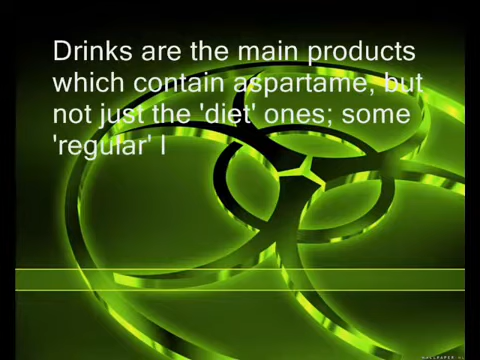 Drinks are the main products
which contain aspartame, but
not just the 'diet' ones; some
'regular' l